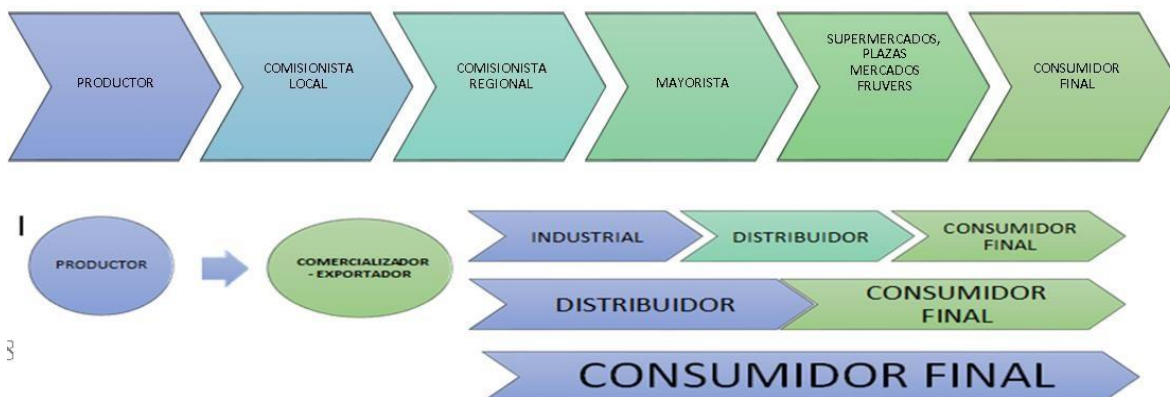 PRODUCTOR
COMISIONISTA
LOCAL
COMISIONISTA
REGIONAL
MAYORISTA
SUPERMERCADOS,
PLAZAS
MERCADOS
FRUVERS
CONSUMIDOR
FINAL
PRODUCTOR
COMERCIALIZADOR
- EXPORTADOR
INDUSTRIAL
DISTRIBUIDOR
CONSUMIDOR
FINAL
DISTRIBUIDOR
CONSUMIDOR
FINAL
CONSUMIDOR FINAL